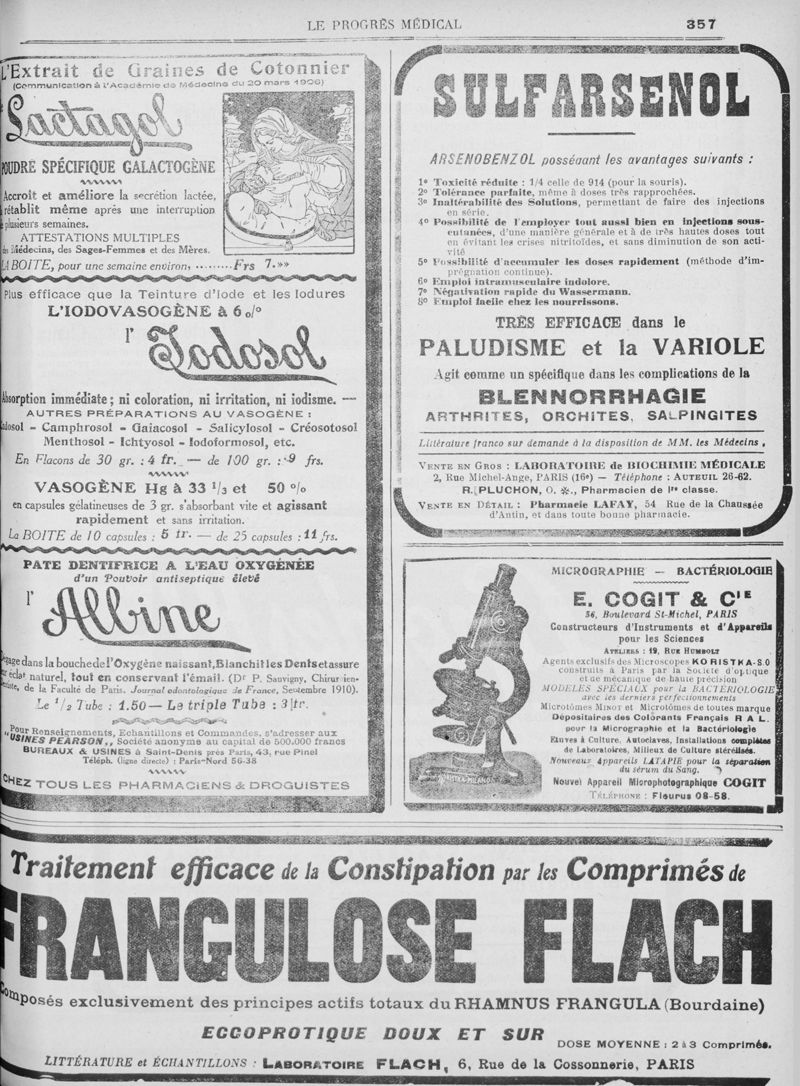 LE PROGRÈS MÉDICAL
357
L'Extrait de Graines de Cotonnier
(Communication à l'Académie de Médecine du 20 mars 1906)
Lactagol
POUDRE SPÉCIFIQUE GALACTOGÈNE
Accroit et améliore la secrétion lactée,
rétablit même après une interruption
plusieurs semaines.
ATTESTATIONS MULTIPLES
des Médecins, des Sages-Femmes et des Mères.
LA BOITE, pour une semaine environ, ......... Frs 7.»»
Plus efficace que la Teinture d'Iode et les Iodures
L'IODOVASOGÈNE à 6 o/o
l' Iodosol
Absorption immédiate ; ni coloration, ni irritation, ni iodisme. —
AUTRES PRÉPARATIONS AU VASOGÈNE :
Iodosol - Camphrosol - Gaiacosol - Salicylosol - Créosotosol
Menthosol - Ichtyosol - Iodoformosol, etc.
En Flacons de 30 gr. : 4 fr. — de 100 gr. : 9 frs.
VASOGÈNE Hg à 33 1/3 et 50 %
en capsules gélatineuses de 3 gr. s'absorbant vite et agissant
rapidement et sans irritation.
La BOITE de 10 capsules : 5 fr. — de 25 capsules : 11 frs.
PATE DENTIFRICE A L'EAU OXYGÉNÉE
d'un Pouvoir antiseptique élevé
l' Albine
Dégage dans la bouche de l'Oxygène naissant, Blanchit les Dents et assure
leur éclat naturel, tout en conservant l'émail. (Dr P. Sauvigny, Chirurgien-
Dentiste, de la Faculté de Paris. Journal odontologique de France, Septembre 1910).
Le 1/2 Tube : 1.50 — Le triple Tube : 3 fr.
Pour Renseignements, Echantillons et Commandes, s'adresser aux
"USINES PEARSON,, Société anonyme au capital de 500.000 francs
BUREAUX & USINES à Saint-Denis près Paris, 43, rue Pinel
Téléph. (ligne directe) : Paris-Nord 56-38
CHEZ TOUS LES PHARMACIENS & DROGUISTES
SULFARSENOL
ARSENOBENZOL possédant les avantages suivants :
1º Toxicité réduite : 1/4 celle de 914 (pour la souris).
2º Tolérance parfaite, même à doses très rapprochées.
3º Inaltérabilité des Solutions, permettant de faire des injections
en série.
4º Possibilité de l'employer tout aussi bien en injections sous-
cutanées, d'une manière générale et à de très hautes doses tout
en évitant les crises nitritoïdes, et sans diminution de son acti-
vité
5º Possibilité d'accumuler les doses rapidement (méthode d'im-
prégnation continue).
6º Emploi intramusculaire indolore.
7º Négativation rapide du Wassermann.
8º Emploi facile chez les nourrissons.
TRÈS EFFICACE dans le
PALUDISME et la VARIOLE
Agit comme un spécifique dans les complications de la
BLENNORRHAGIE
ARTHRITES, ORCHITES, SALPINGITES
Littérature franco sur demande à la disposition de MM. les Médecins.
VENTE EN GROS : LABORATOIRE de BIOCHIMIE MÉDICALE
2, Rue Michel-Ange, PARIS (16e) — Téléphone : AUTEUIL 26-62.
R. PLUCHON, O. ※., Pharmacien de 1re classe.
VENTE EN DÉTAIL : Pharmacie LAFAY, 54 Rue de la Chaussée
d'Antin, et dans toute bonne pharmacie.
MICROGRAPHIE — BACTÉRIOLOGIE
E. COGIT & CIE
36, Boulevard St-Michel, PARIS
Constructeurs d'Instruments et d'Appareils
pour les Sciences
ATELIERS : 19, RUE HUMBOLT
Agents exclusifs des Microscopes KORISTKA-S.O
construits à Paris par la Société d'optique
et de mécanique de haute précision
MODELES SPÉCIAUX pour la BACTÉRIOLOGIE
avec les derniers perfectionnements
Microtômes MINOT et Microtômes de toutes marque
Dépositaires des Colorants Français R A L.
pour la Micrographie et la Bactériologie
Etuves à Culture, Autoclaves, Installations complètes
de Laboratoires, Milieux de Culture stérilisés.
Nouveaux Appareils LATAPIE pour la séparation
du sérum du Sang.
Nouvel Appareil Microphotographique COGIT
TÉLÉPHONE : Fleurus 08-58.
Traitement efficace de la Constipation par les Comprimés de
FRANGULOSE FLACH
Composés exclusivement des principes actifs totaux du RHAMNUS FRANGULA (Bourdaine)
ECCOPROTIQUE DOUX ET SUR
DOSE MOYENNE : 2 à 3 Comprimés.
LITTÉRATURE et ÉCHANTILLONS : LABORATOIRE FLACH, 6, Rue de la Cossonnerie, PARIS